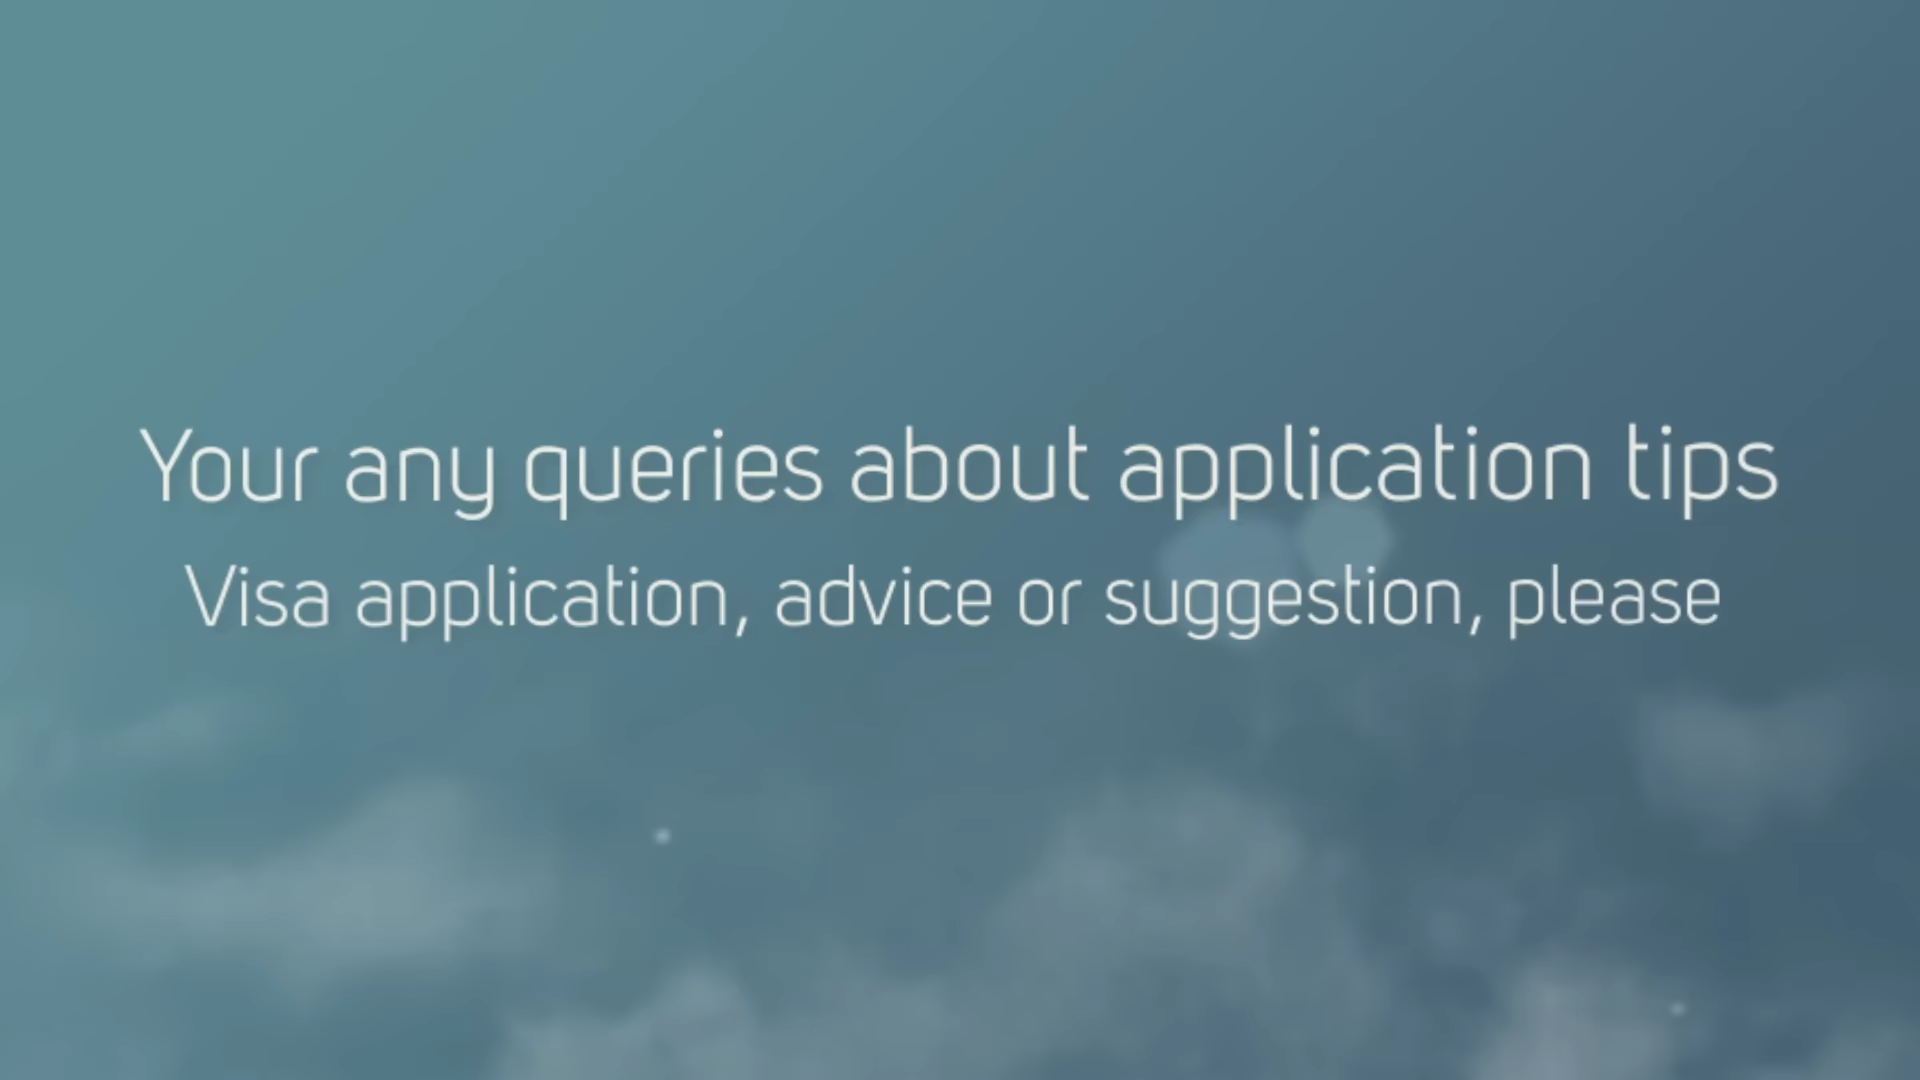 Your any queries about application tips
Visa application, advice or suggestion, please